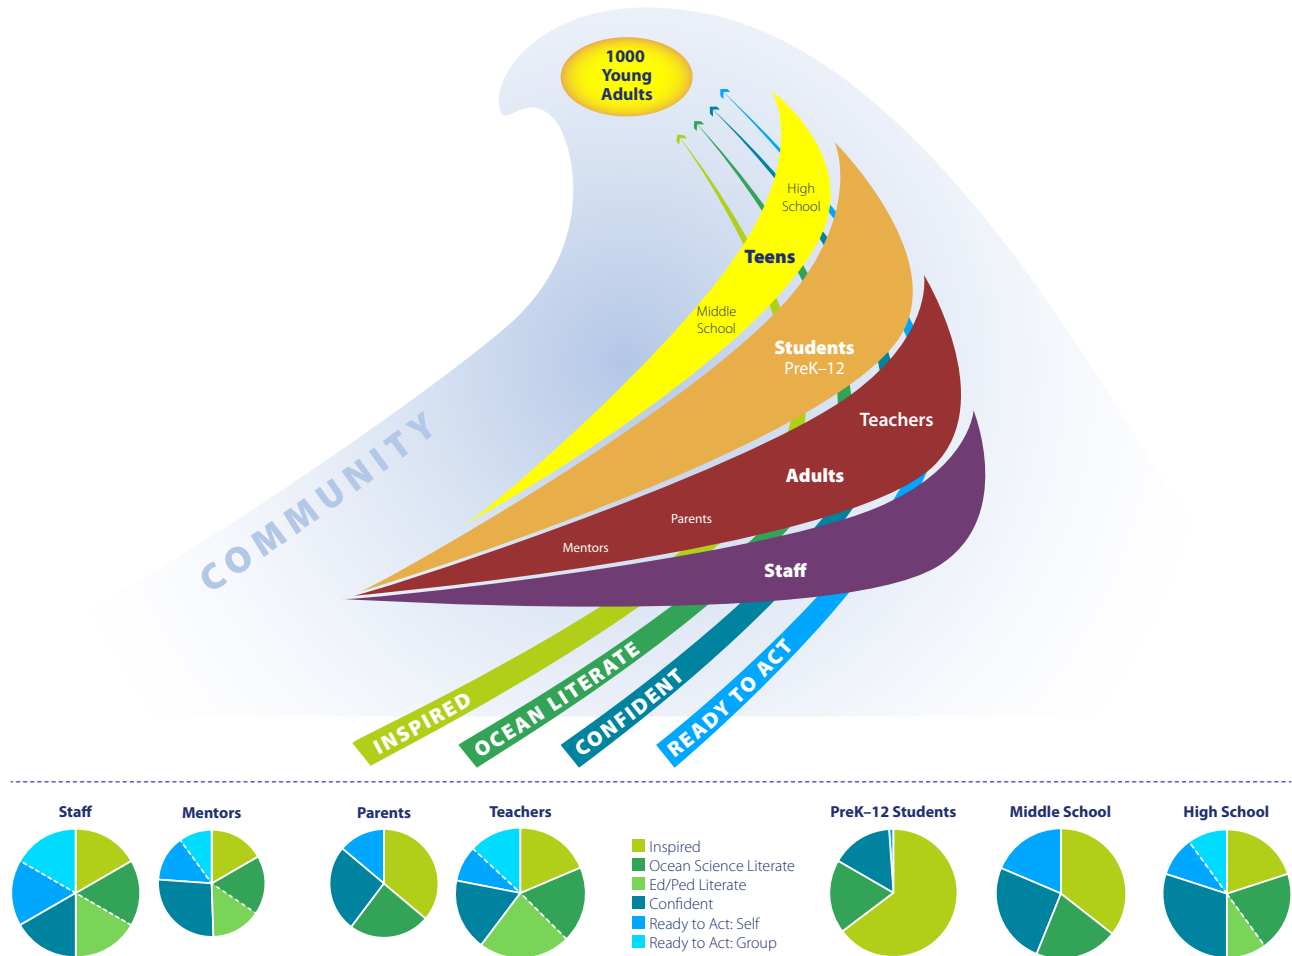 1000
Young
Adults
High
School
Teens
Middle
School
Students
PreK–12
Teachers
Adults
Parents
Mentors
Staff
COMMUNITY
INSPIRED
OCEAN LITERATE
CONFIDENT
READY TO ACT
Staff
Mentors
Parents
Teachers
PreK–12 Students
Middle School
High School
Inspired
Ocean Science Literate
Ed/Ped Literate
Confident
Ready to Act: Self
Ready to Act: Group